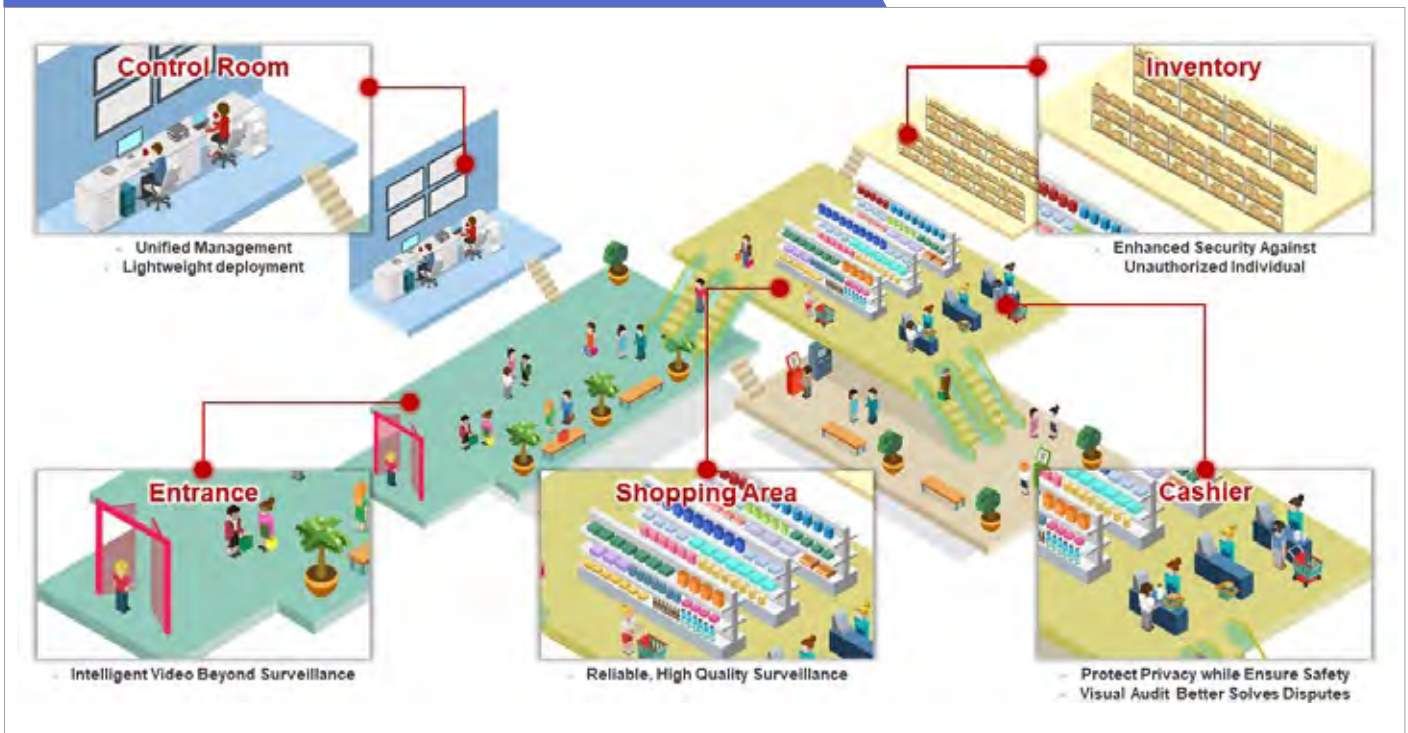 Control Room
- Unified Management
- Lightweight deployment
Inventory
- Enhanced Security Against
Unauthorized Individual
Entrance
- Intelligent Video Beyond Surveillance
Shopping Area
- Reliable, High Quality Surveillance
Cashier
- Protect Privacy while Ensure Safety
- Visual Audit Better Solves Disputes